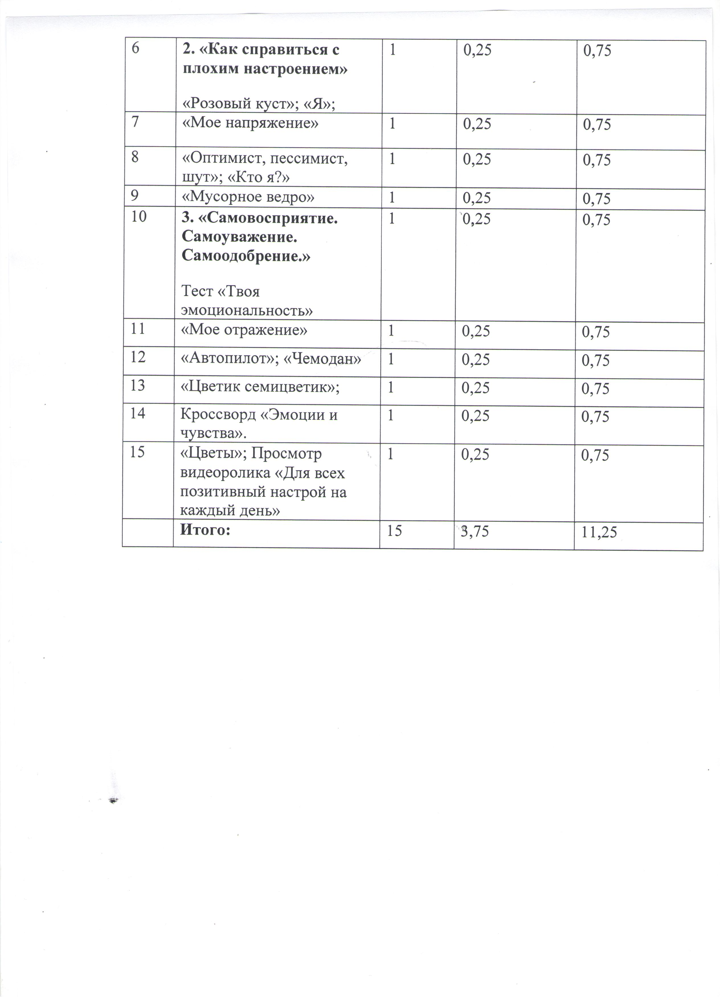 6 2. «Как справиться с 1 0,25 0,75
плохим настроением»
«Розовый куст»; «Я»;
7 «Мое напряжение» 1 0,25 0,75
8 «Оптимист, пессимист, 1 0,25 0,75
шут»; «Кто я?»
9 «Мусорное ведро» 1 0,25 0,75
10 3. «Самовосприятие. 1 0,25 0,75
Самоуважение.
Самоодобрение.»
Тест «Твоя
эмоциональность»
11 «Мое отражение» 1 0,25 0,75
12 «Автопилот»; «Чемодан» 1 0,25 0,75
13 «Цветик семицветик»; 1 0,25 0,75
14 Кроссворд «Эмоции и 1 0,25 0,75
чувства».
15 «Цветы»; Просмотр 1 0,25 0,75
видеоролика «Для всех
позитивный настрой на
каждый день»
Итого: 15 3,75 11,25